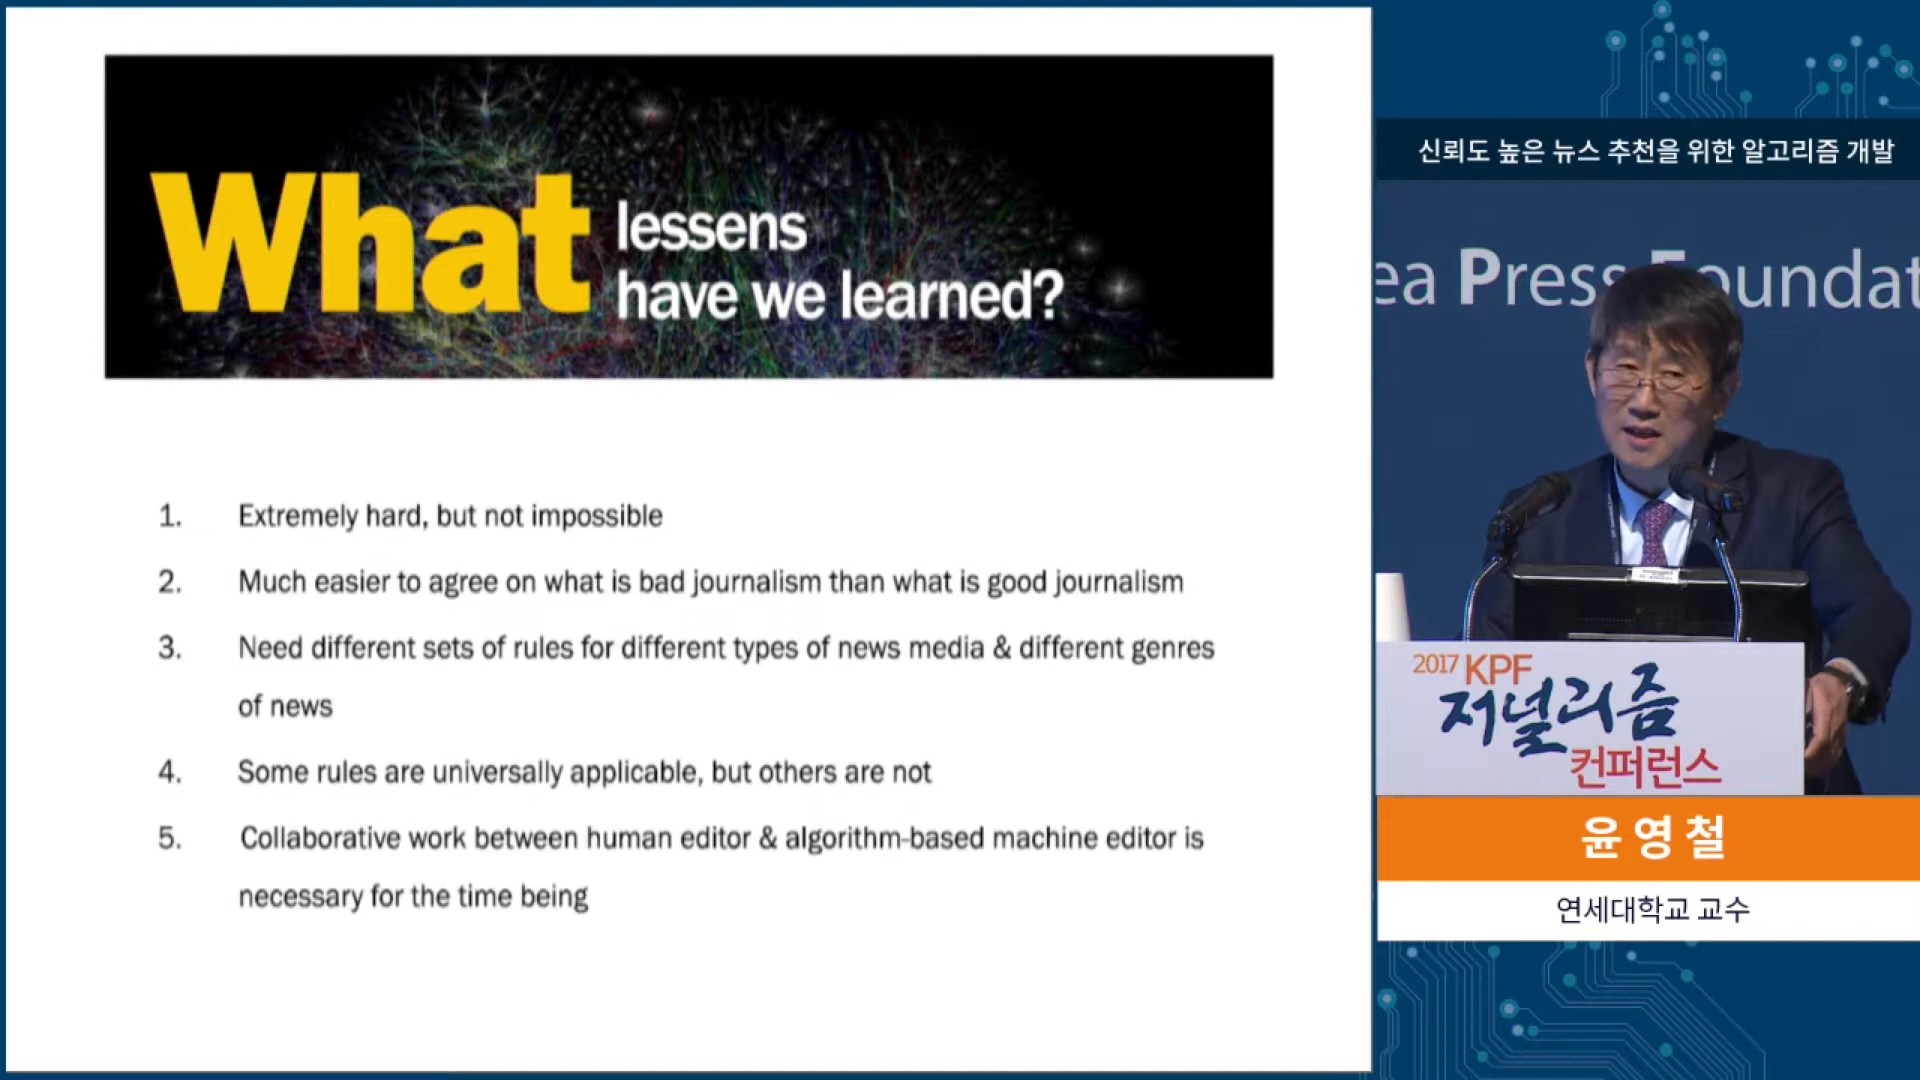 What lessens
have we learned?
1. Extremely hard, but not impossible
2. Much easier to agree on what is bad journalism than what is good journalism
3. Need different sets of rules for different types of news media & different genres
of news
4. Some rules are universally applicable, but others are not
5. Collaborative work between human editor & algorithm-based machine editor is
necessary for the time being
신뢰도 높은 뉴스 추천을 위한 알고리즘 개발
ea Press Foundat
2017 KPF
저널리즘
컨퍼런스
윤영철
연세대학교 교수